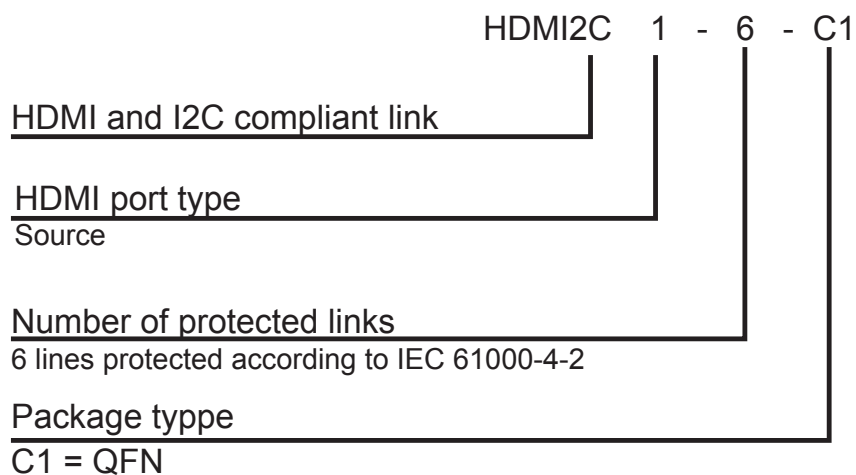 HDMI2C 1 - 6 - C1
HDMI and I2C compliant link
HDMI port type
Source
Number of protected links
6 lines protected according to IEC 61000-4-2
Package typpe
C1 = QFN